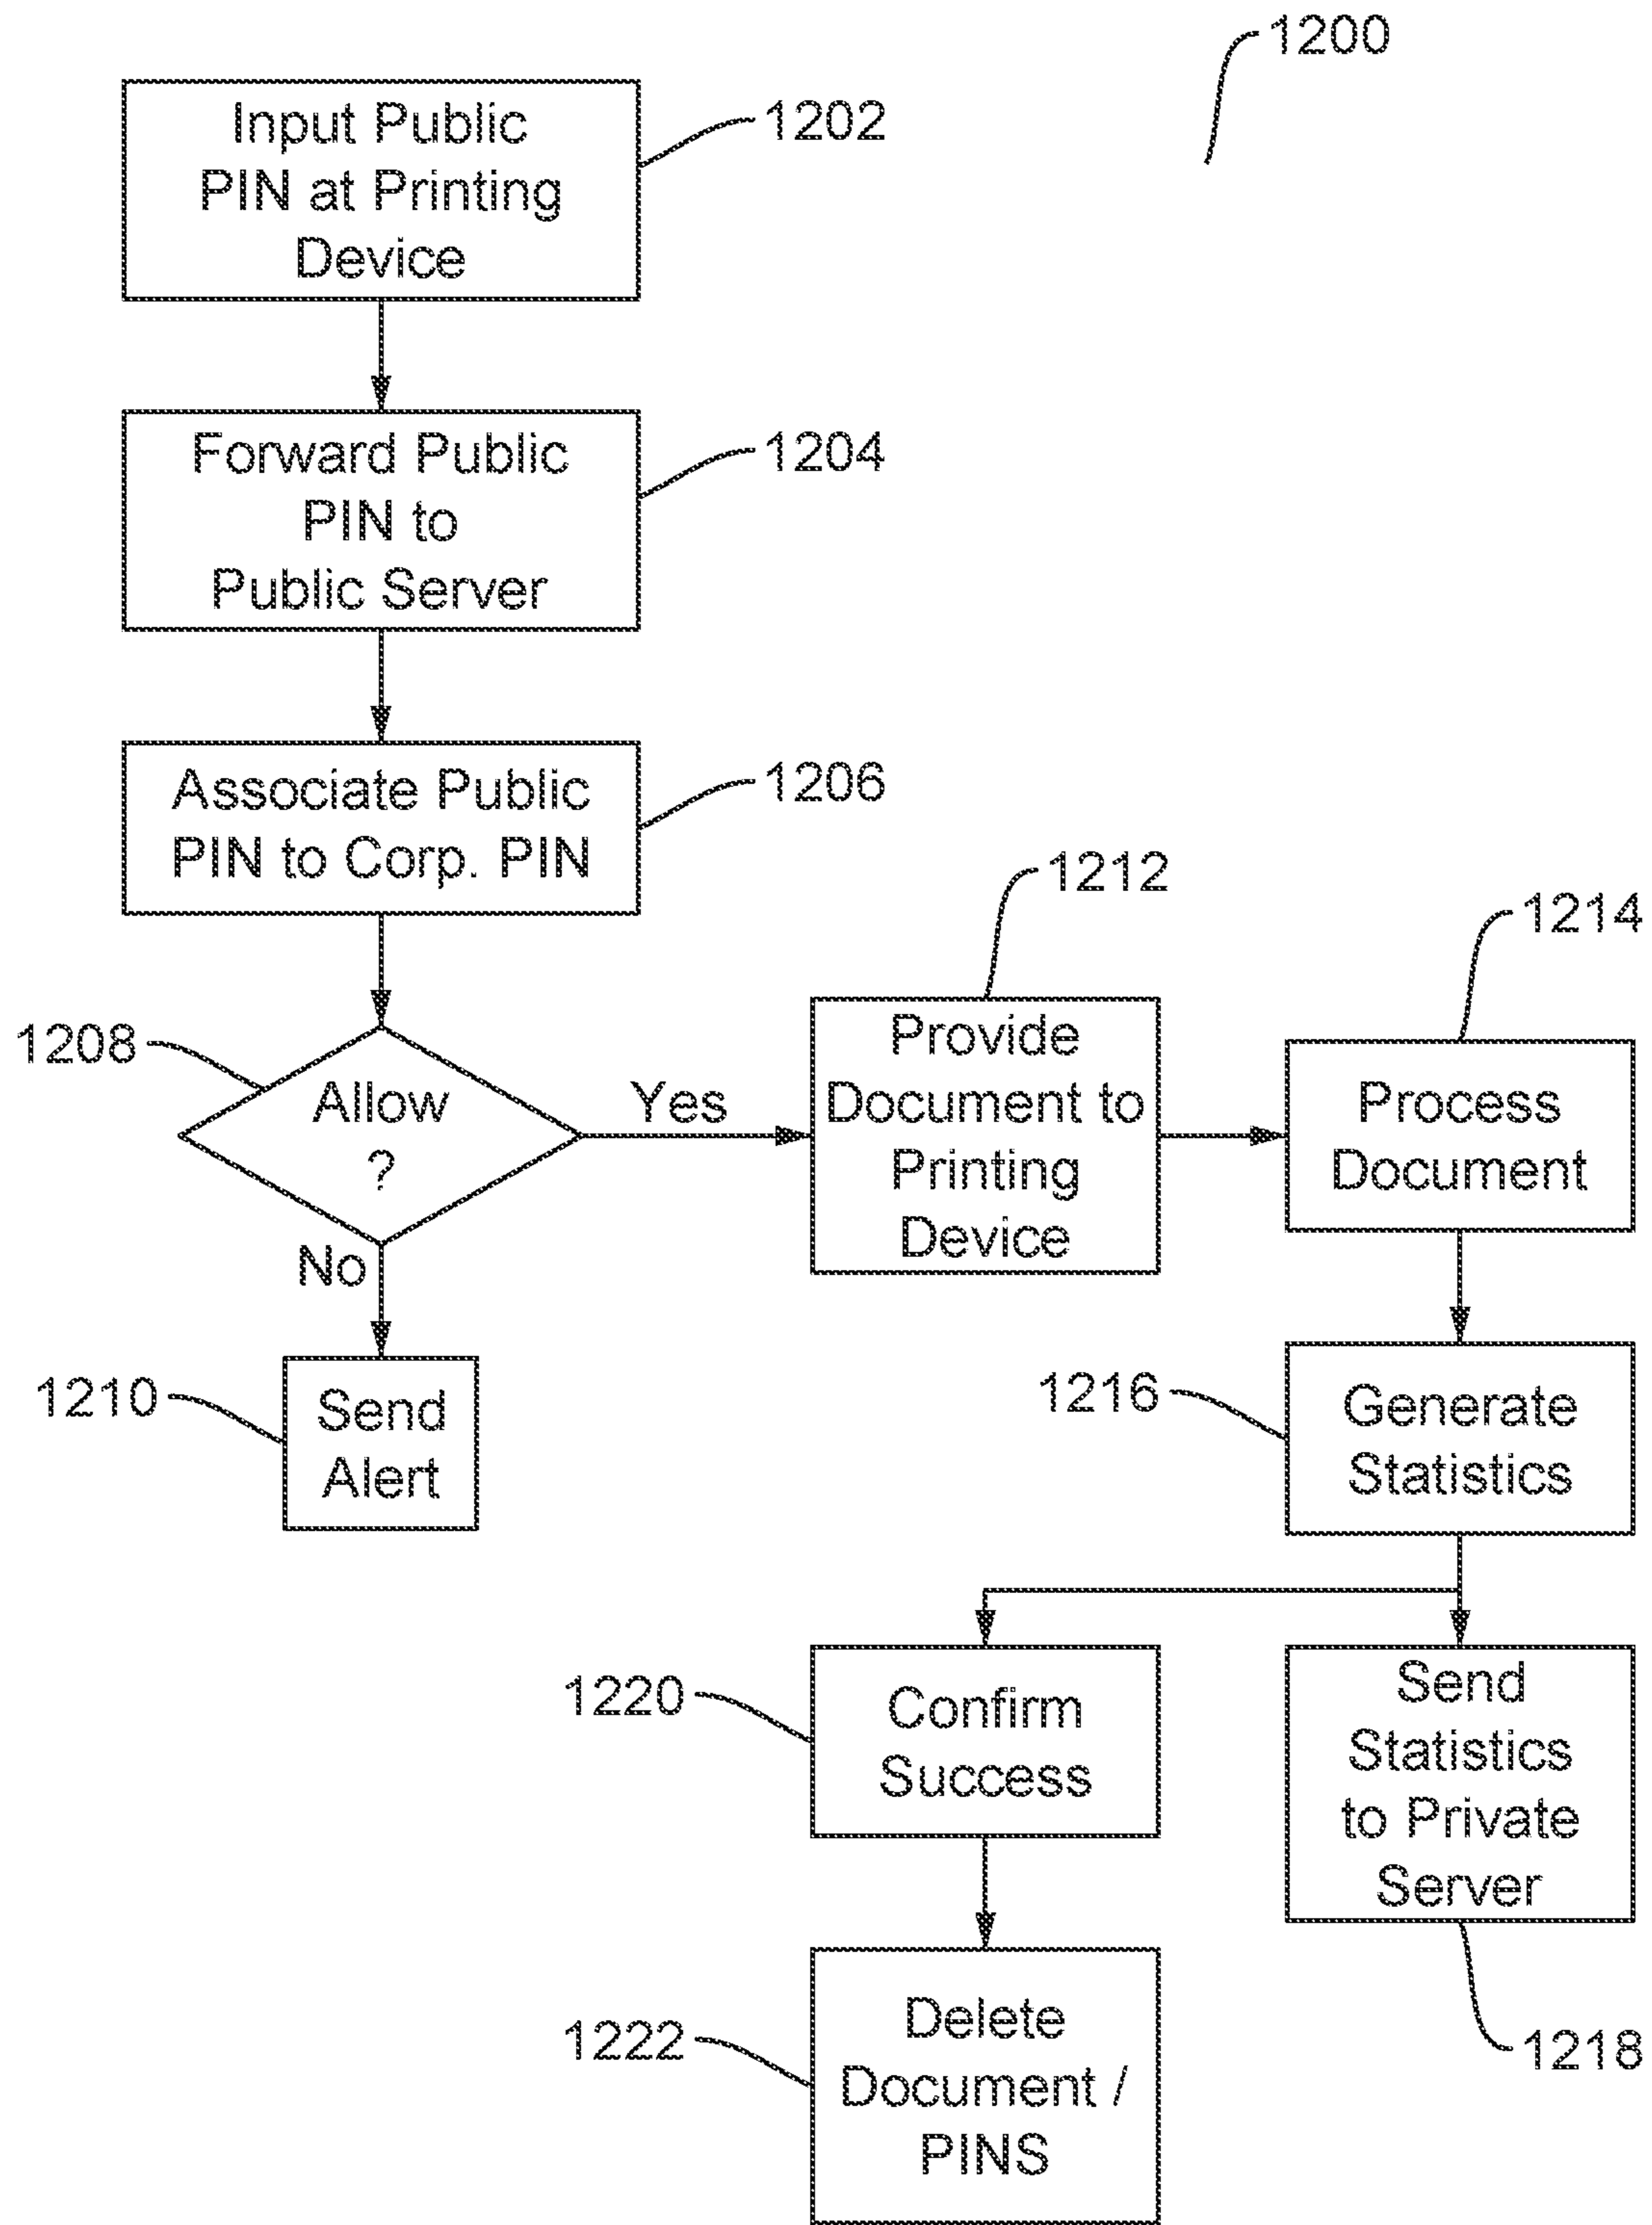 1200
Input Public
PIN at Printing
Device
1202
Forward Public
PIN to
Public Server
1204
Associate Public
PIN to Corp. PIN
1206
1208
Allow
?
Yes
No
1210
Send
Alert
1212
Provide
Document to
Printing
Device
1214
Process
Document
1216
Generate
Statistics
1220
Confirm
Success
Send
Statistics
to Private
Server
1218
1222
Delete
Document /
PINS